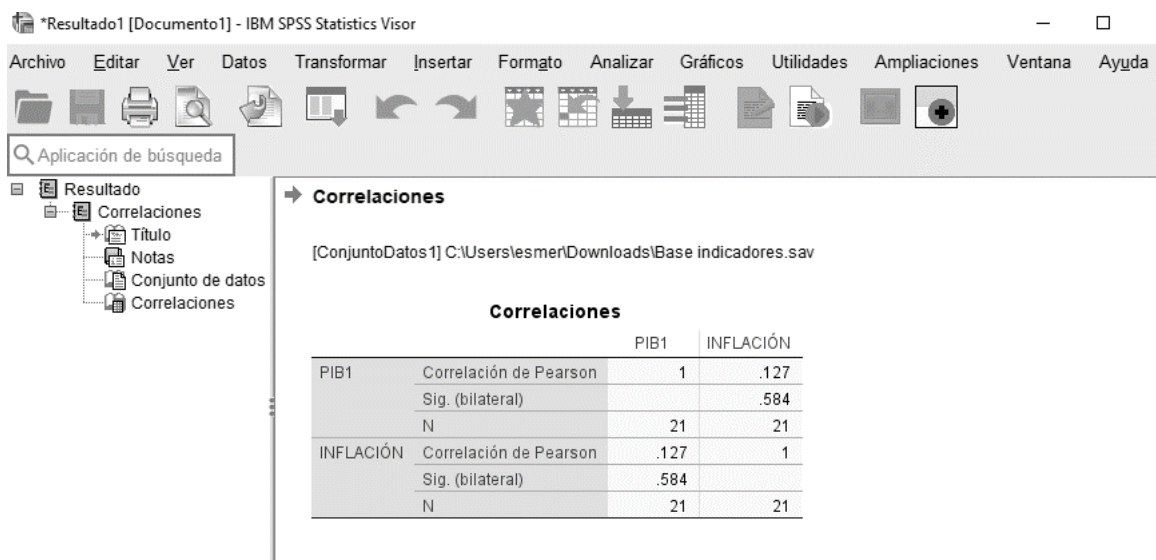 *Resultado1 [Documento1] - IBM SPSS Statistics Visor
Archivo Editar Ver Datos Transformar Insertar Formato Analizar Gráficos Utilidades Ampliaciones Ventana Ayuda
Aplicación de búsqueda
Resultado
Correlaciones
Título
Notas
Conjunto de datos
Correlaciones
Correlaciones
[ConjuntoDatos1] C:\Users\esmer\Downloads\Base indicadores.sav
Correlaciones
PIB1 INFLACIÓN
PIB1 Correlación de Pearson 1 .127
Sig. (bilateral) .584
N 21 21
INFLACIÓN Correlación de Pearson .127 1
Sig. (bilateral) .584
N 21 21